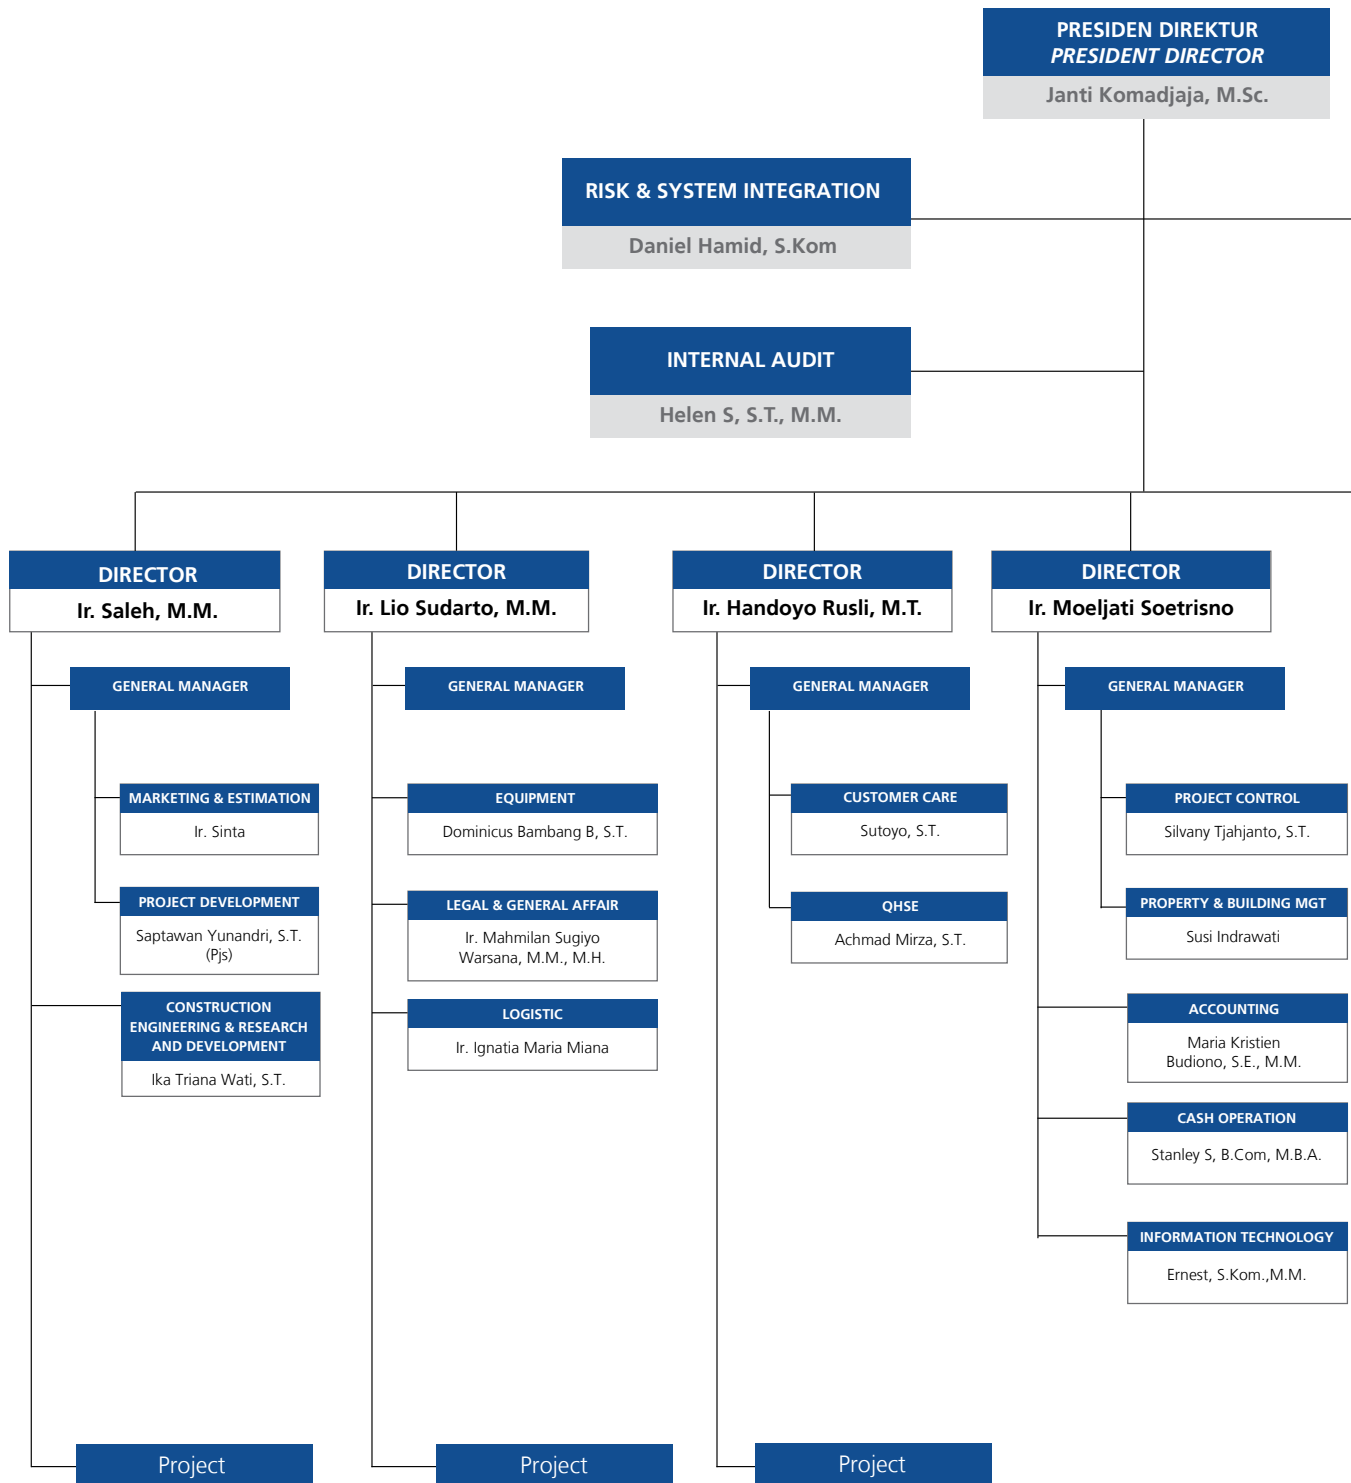 PRESIDEN DIREKTUR
PRESIDENT DIRECTOR
Janti Komadjaja, M.Sc.
RISK & SYSTEM INTEGRATION
Daniel Hamid, S.Kom
INTERNAL AUDIT
Helen S, S.T., M.M.
DIRECTOR
Ir. Saleh, M.M.
GENERAL MANAGER
MARKETING & ESTIMATION
Ir. Sinta
PROJECT DEVELOPMENT
Saptawan Yunandri, S.T.
(Pjs)
CONSTRUCTION
ENGINEERING & RESEARCH
AND DEVELOPMENT
Ika Triana Wati, S.T.
Project
DIRECTOR
Ir. Lio Sudarto, M.M.
GENERAL MANAGER
EQUIPMENT
Dominicus Bambang B, S.T.
LEGAL & GENERAL AFFAIR
Ir. Mahmilan Sugiyo
Warsana, M.M., M.H.
LOGISTIC
Ir. Ignatia Maria Miana
Project
DIRECTOR
Ir. Handoyo Rusli, M.T.
GENERAL MANAGER
CUSTOMER CARE
Sutoyo, S.T.
QHSE
Achmad Mirza, S.T.
Project
DIRECTOR
Ir. Moeljati Soetrisno
GENERAL MANAGER
PROJECT CONTROL
Silvany Tjahjanto, S.T.
PROPERTY & BUILDING MGT
Susi Indrawati
ACCOUNTING
Maria Kristien
Budiono, S.E., M.M.
CASH OPERATION
Stanley S, B.Com, M.B.A.
INFORMATION TECHNOLOGY
Ernest, S.Kom.,M.M.